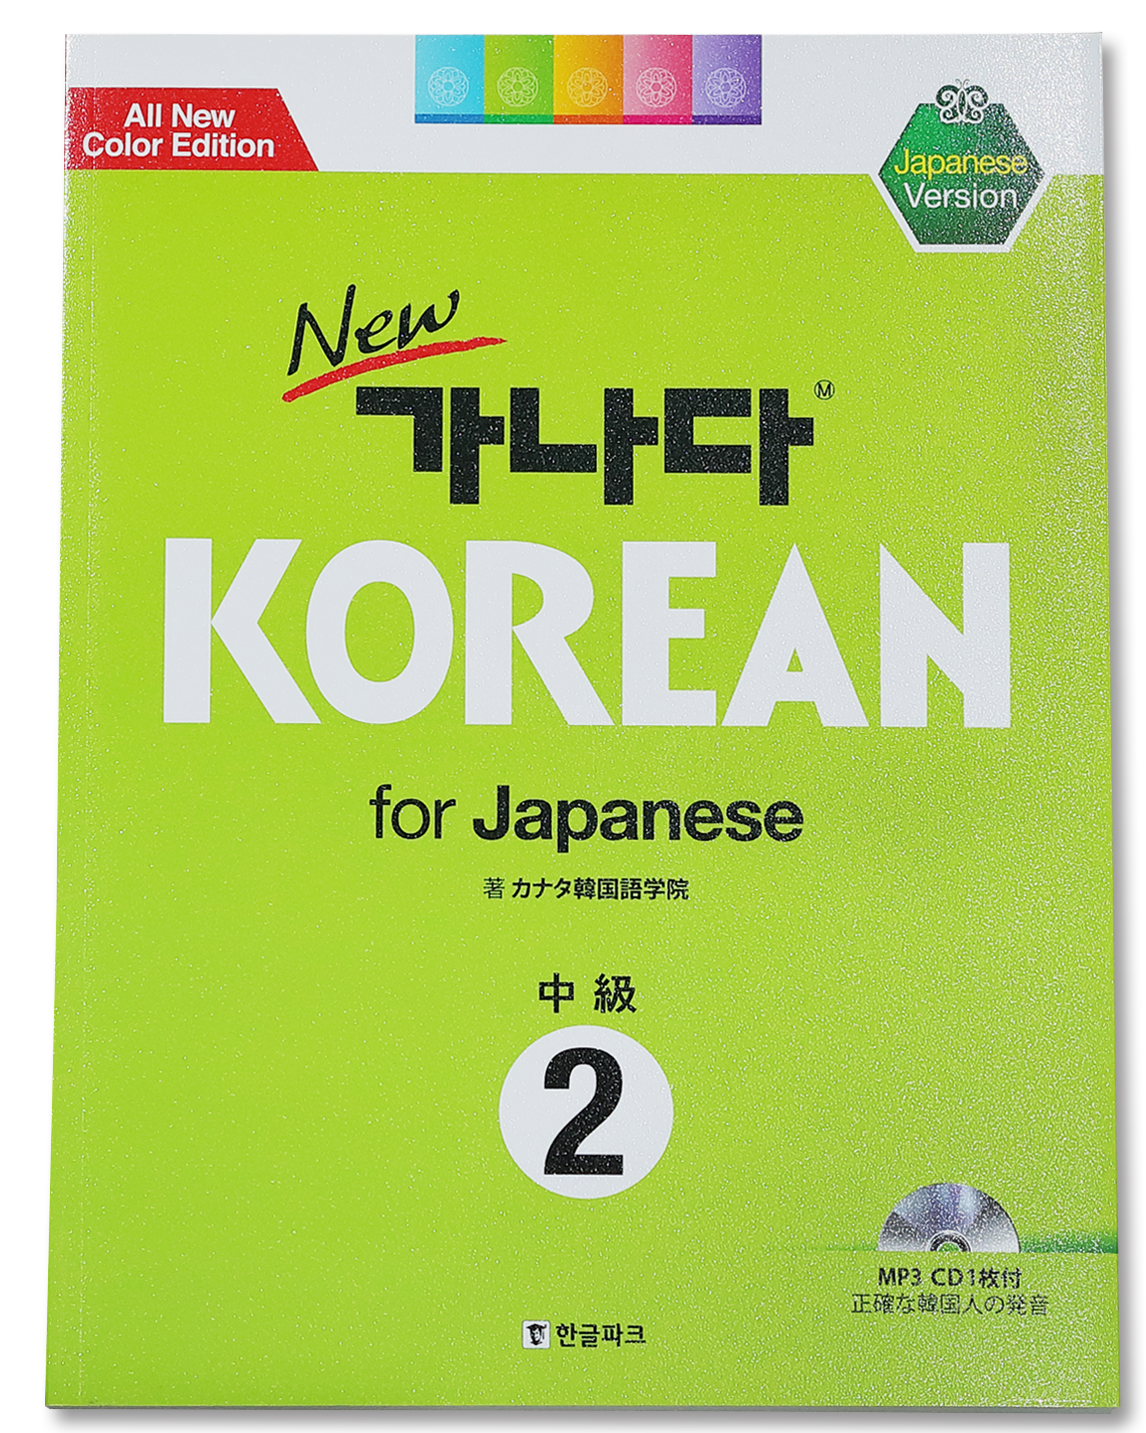 All New
Color Edition
Japanese
Version
New
가나다 Ⓜ
KOREAN
for Japanese
著 カナタ韓国語学院
中級
2
MP3 CD1枚付
正確な韓国人の発音
한글파크